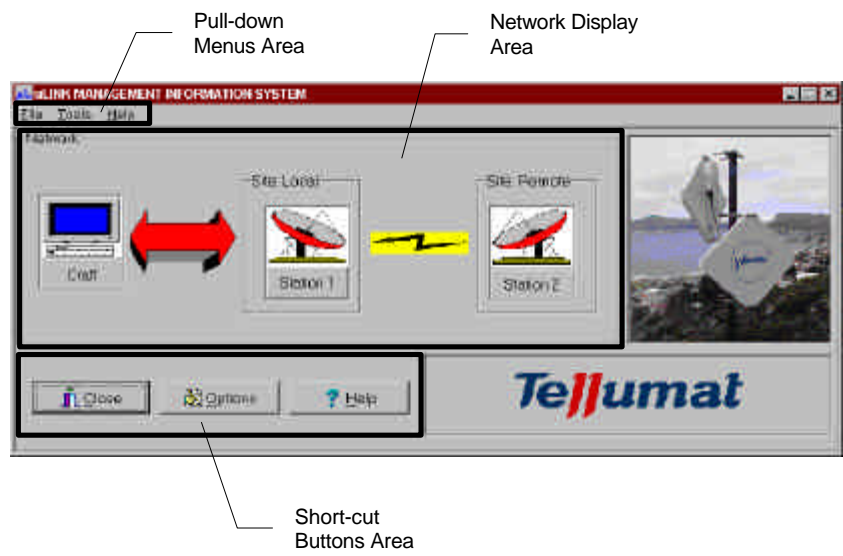 Pull-down
Menus Area
Network Display
Area
uLINK MANAGEMENT INFORMATION SYSTEM
File Tools Help
Network
Site Local
Site Remote
Craft
Station 1
Station 2
Close
Options
Help
Tellumat
Short-cut
Buttons Area